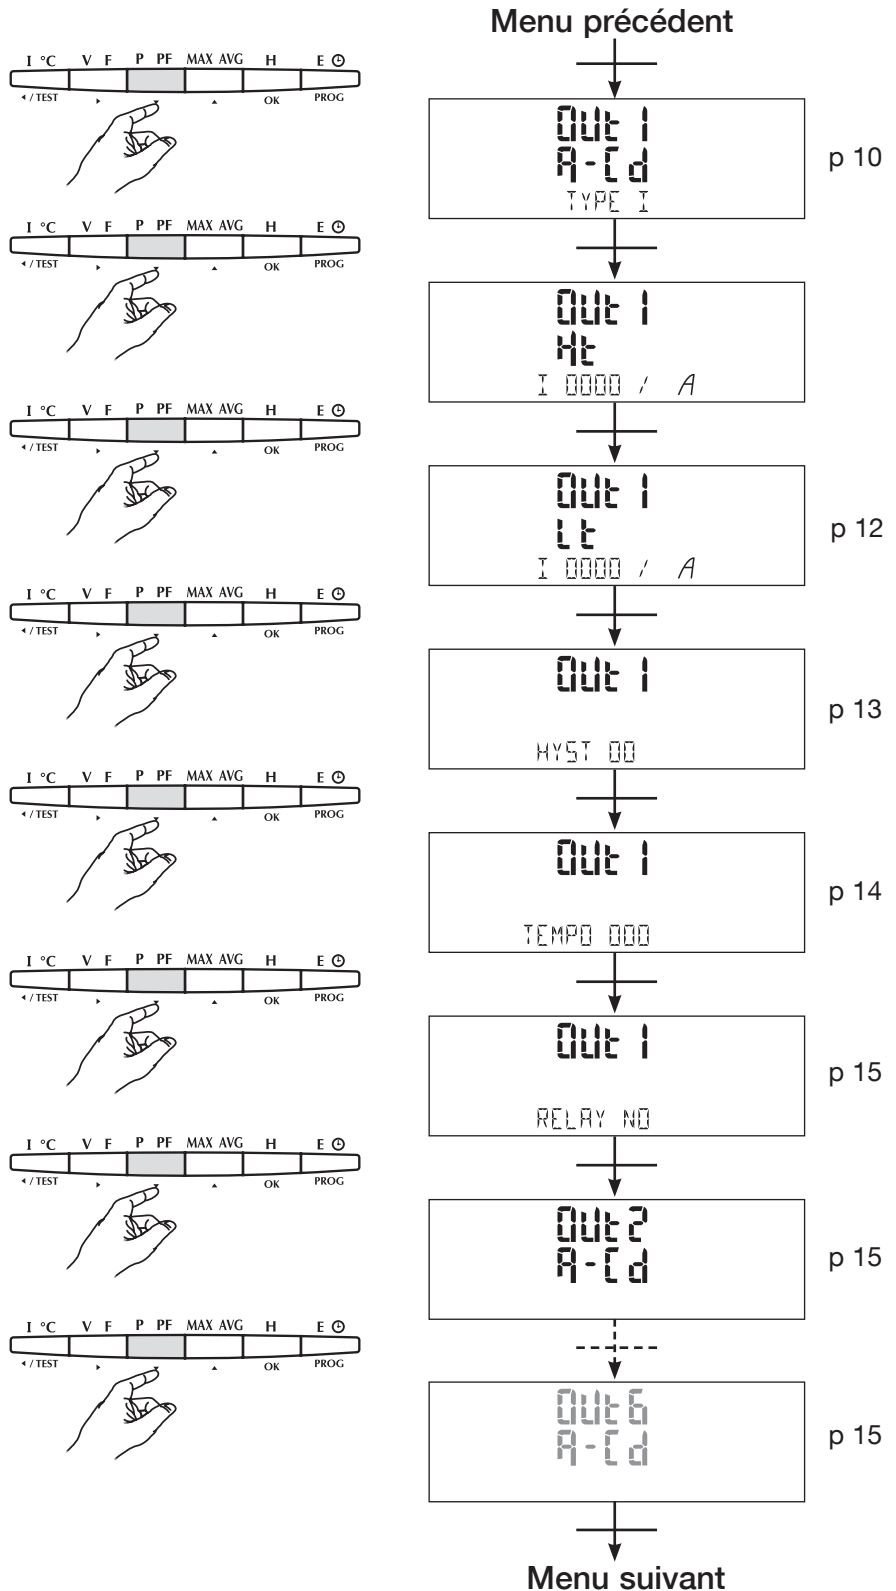 Menu précédent
I °C V F P PF MAX AVG H E
/ TEST OK PROG
OUt 1
A-Cd
TYPE I
p 10
I °C V F P PF MAX AVG H E
/ TEST OK PROG
OUt 1
Ht
I 0000 / A
I °C V F P PF MAX AVG H E
/ TEST OK PROG
OUt 1
Lt
I 0000 / A
p 12
I °C V F P PF MAX AVG H E
/ TEST OK PROG
OUt 1
HYST 00
p 13
I °C V F P PF MAX AVG H E
/ TEST OK PROG
OUt 1
TEMPO 000
p 14
I °C V F P PF MAX AVG H E
/ TEST OK PROG
OUt 1
RELAY NO
p 15
I °C V F P PF MAX AVG H E
/ TEST OK PROG
OUt2
A-Cd
p 15
I °C V F P PF MAX AVG H E
/ TEST OK PROG
OUt6
A-Cd
p 15
Menu suivant